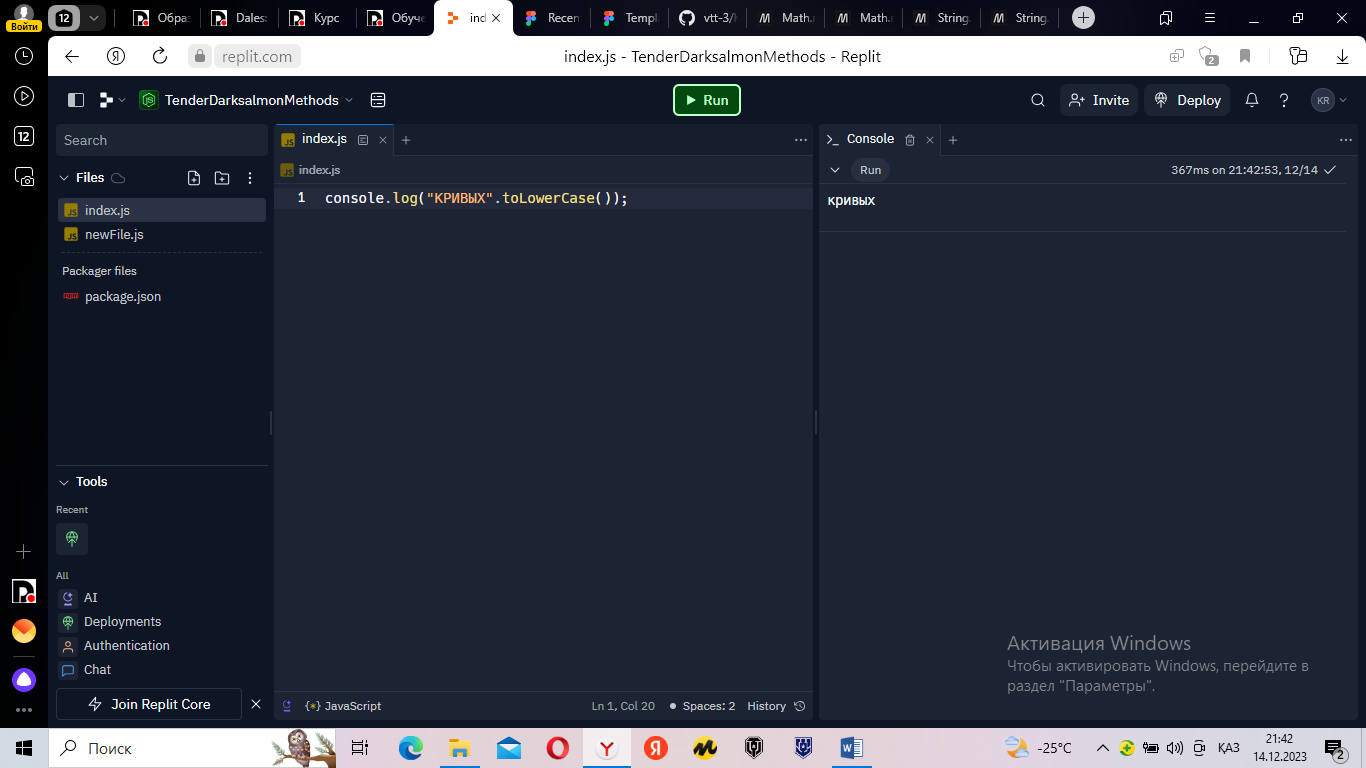 12 Обра Dales: Курс Обуче ind Recen Templ vtt-3/ Math.r Math.r String. String.
Войти
replit.com index.js - TenderDarksalmonMethods - Replit 2
12
TenderDarksalmonMethods Run Invite Deploy KR
Search
Files
index.js
newFile.js
Packager files
package.json
Tools
Recent
All
AI
Deployments
Authentication
Chat
Join Replit Core
index.js
index.js
1 console.log("КРИВЫХ".toLowerCase());
JavaScript Ln 1, Col 20 Spaces: 2 History
Console
Run 367ms on 21:42:53, 12/14
кривых
Активация Windows
Чтобы активировать Windows, перейдите в
раздел "Параметры".
Поиск
-25°C ҚАЗ 21:42
14.12.2023
2